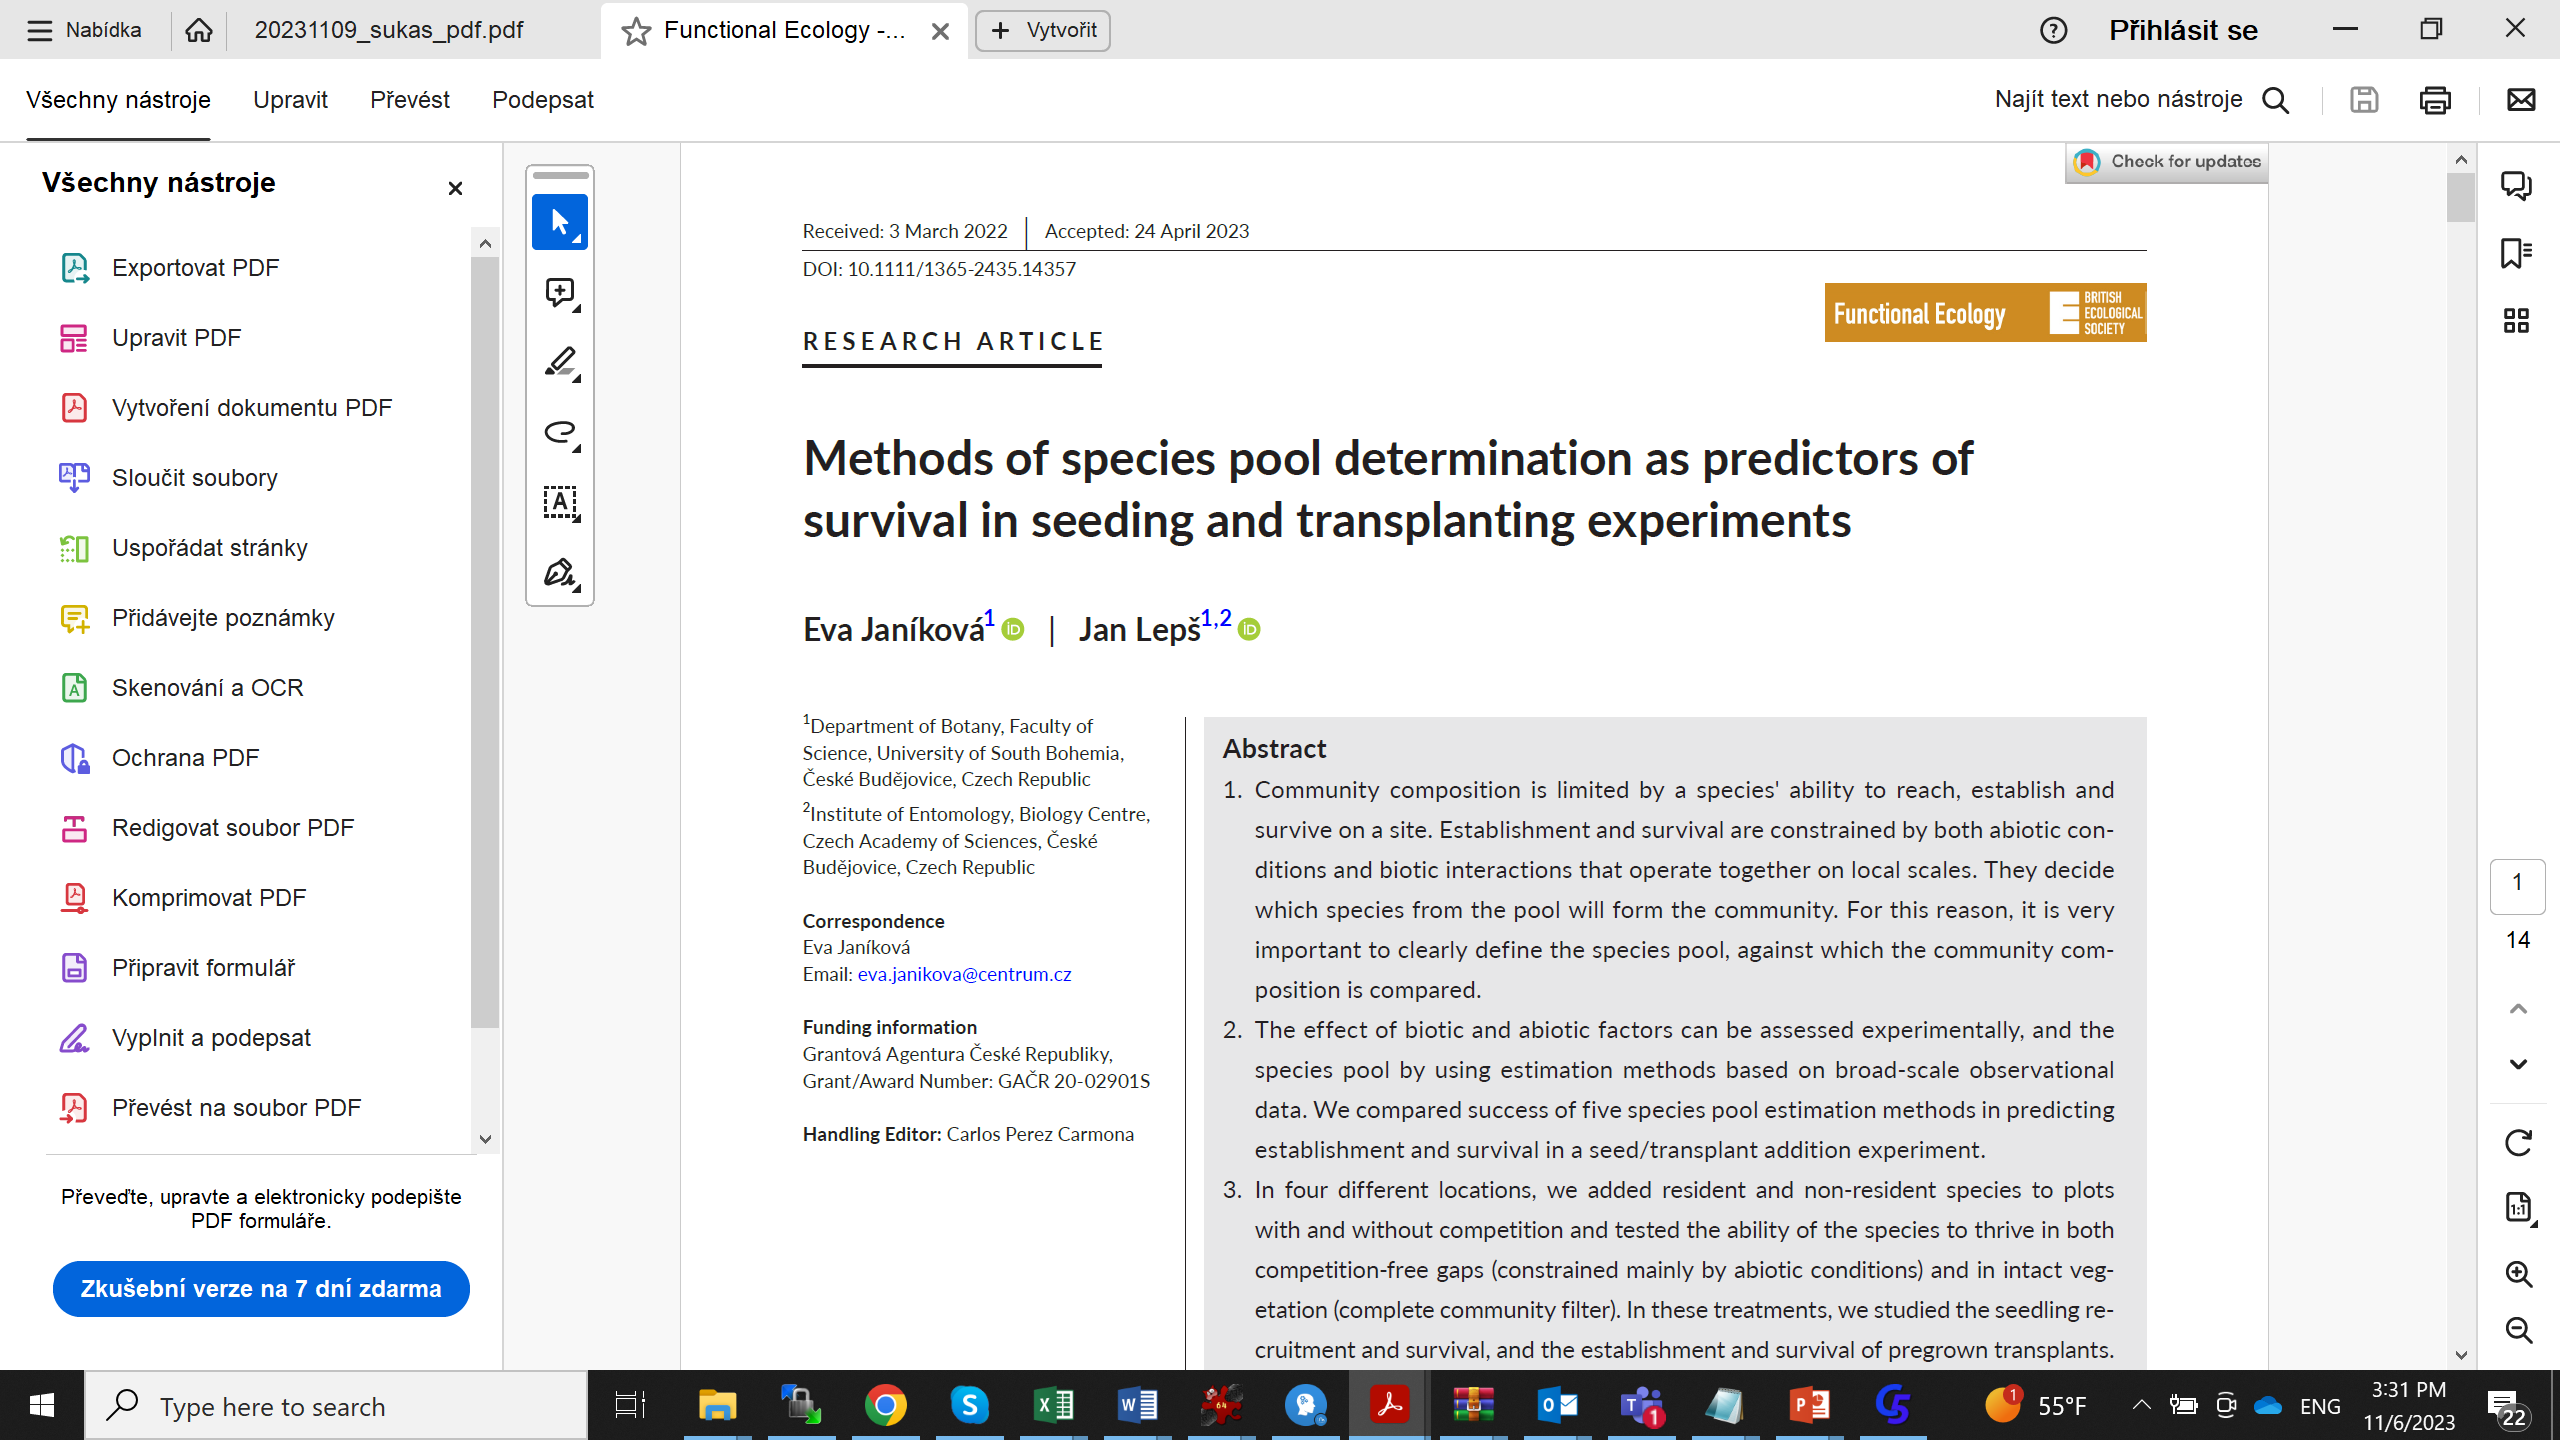 Nabídka
20231109_sukas_pdf.pdf
Functional Ecology -...
Vytvořit
Přihlásit se
Všechny nástroje
Upravit
Převést
Podepsat
Najít text nebo nástroje
Všechny nástroje
Exportovat PDF
Upravit PDF
Vytvoření dokumentu PDF
Sloučit soubory
Uspořádat stránky
Přidávejte poznámky
Skenování a OCR
Ochrana PDF
Redigovat soubor PDF
Komprimovat PDF
Připravit formulář
Vyplnit a podepsat
Převést na soubor PDF
Převeďte, upravte a elektronicky podepište
PDF formuláře.
Zkušební verze na 7 dní zdarma
Check for updates
Received: 3 March 2022 | Accepted: 24 April 2023
DOI: 10.1111/1365-2435.14357
RESEARCH ARTICLE
Functional Ecology
BRITISH
ECOLOGICAL
SOCIETY
Methods of species pool determination as predictors of
survival in seeding and transplanting experiments
Eva Janíková1 iD | Jan Lepš1,2 iD
1Department of Botany, Faculty of
Science, University of South Bohemia,
České Budějovice, Czech Republic
2Institute of Entomology, Biology Centre,
Czech Academy of Sciences, České
Budějovice, Czech Republic
Correspondence
Eva Janíková
Email: eva.janikova@centrum.cz
Funding information
Grantová Agentura České Republiky,
Grant/Award Number: GAČR 20-02901S
Handling Editor: Carlos Perez Carmona
Abstract
1. Community composition is limited by a species' ability to reach, establish and
survive on a site. Establishment and survival are constrained by both abiotic con-
ditions and biotic interactions that operate together on local scales. They decide
which species from the pool will form the community. For this reason, it is very
important to clearly define the species pool, against which the community com-
position is compared.
2. The effect of biotic and abiotic factors can be assessed experimentally, and the
species pool by using estimation methods based on broad-scale observational
data. We compared success of five species pool estimation methods in predicting
establishment and survival in a seed/transplant addition experiment.
3. In four different locations, we added resident and non-resident species to plots
with and without competition and tested the ability of the species to thrive in both
competition-free gaps (constrained mainly by abiotic conditions) and in intact veg-
etation (complete community filter). In these treatments, we studied the seedling re-
cruitment and survival, and the establishment and survival of pregrown transplants.
1
14
1:1
Type here to search
64
1
1
55°F
ENG
3:31 PM
11/6/2023
22